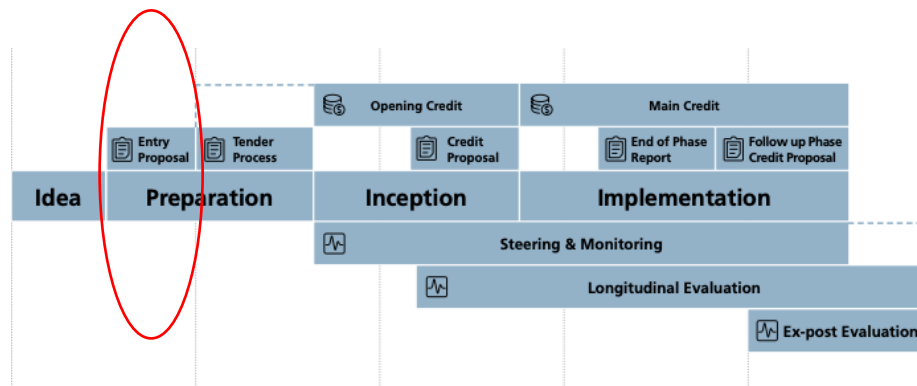 Opening Credit
Main Credit
Entry
Proposal
Tender
Process
Credit
Proposal
End of Phase
Report
Follow up Phase
Credit Proposal
Idea
Preparation
Inception
Implementation
Steering & Monitoring
Longitudinal Evaluation
Ex-post Evaluation